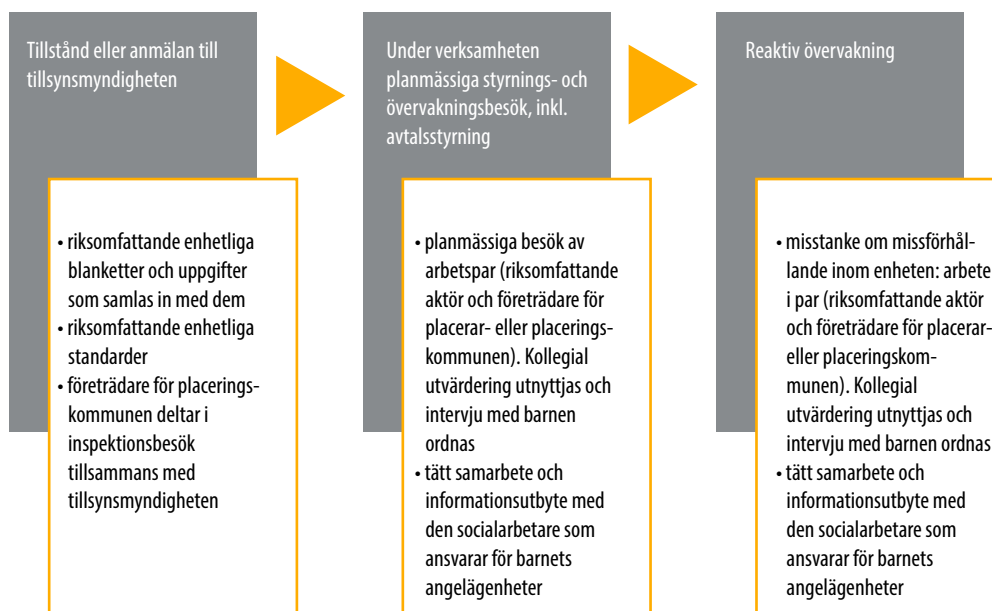 Tillstånd eller anmälan till
tillsynsmyndigheten
• riksomfattande enhetliga
blanketter och uppgifter
som samlas in med dem
• riksomfattande enhetliga
standarder
• företrädare för placerings-
kommunen deltar i
inspektionsbesök
tillsammans med
tillsynsmyndigheten
Under verksamheten
planmässiga styrnings- och
övervakningsbesök, inkl.
avtalsstyrning
• planmässiga besök av
arbetspar (riksomfattande
aktör och företrädare för
placerar- eller placerings-
kommunen). Kollegial
utvärdering utnyttjas och
intervju med barnen
ordnas
• tätt samarbete och
informationsutbyte med
den socialarbetare som
ansvarar för barnets
angelägenheter
Reaktiv övervakning
• misstanke om missförhål-
lande inom enheten: arbete
i par (riksomfattande aktör
och företrädare för placerar-
eller placeringskom-
munen). Kollegial
utvärdering utnyttjas och
intervju med barnen ordnas
• tätt samarbete och
informationsutbyte med
den socialarbetare som
ansvarar för barnets
angelägenheter